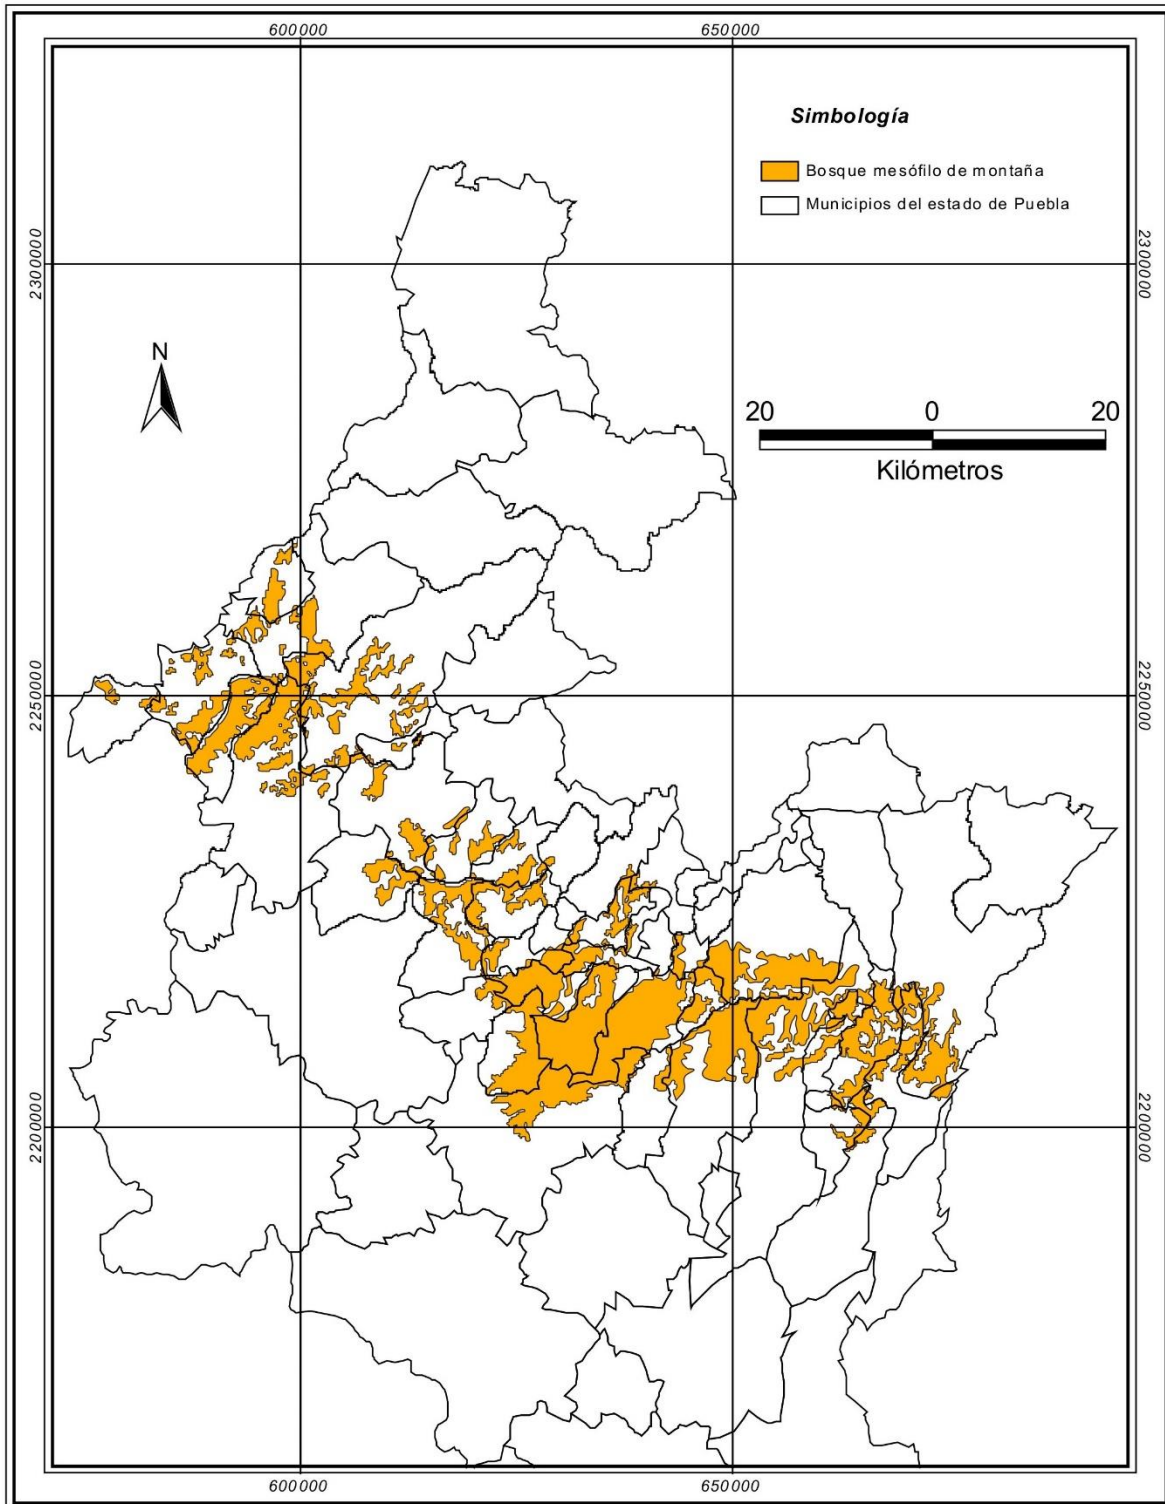 600000
650000
Simbología
Bosque mesófilo de montaña
Municipios del estado de Puebla
2300000
2300000
N
20 0 20
Kilómetros
2250000
2250000
2200000
2200000
600000
650000